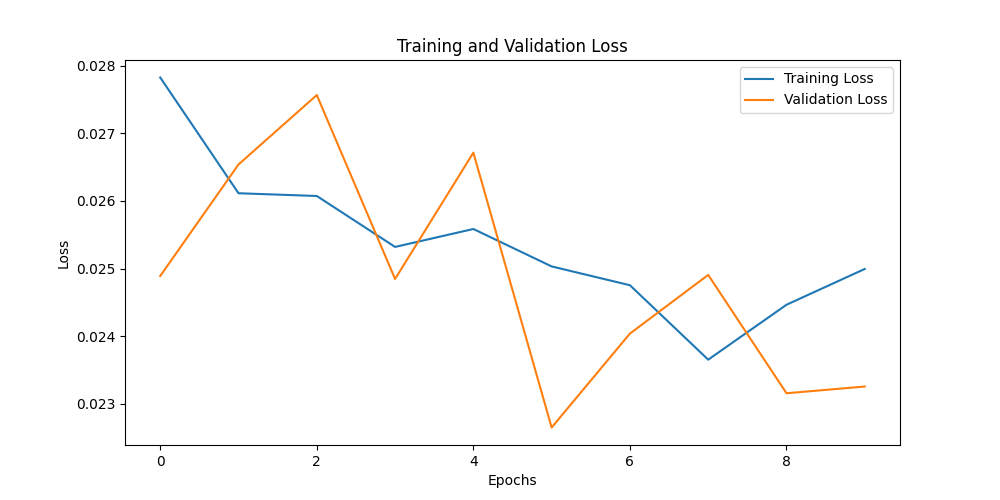 Training and Validation Loss
Training Loss
Validation Loss
0.028
0.027
0.026
0.025
0.024
0.023
Loss
0 2 4 6 8
Epochs